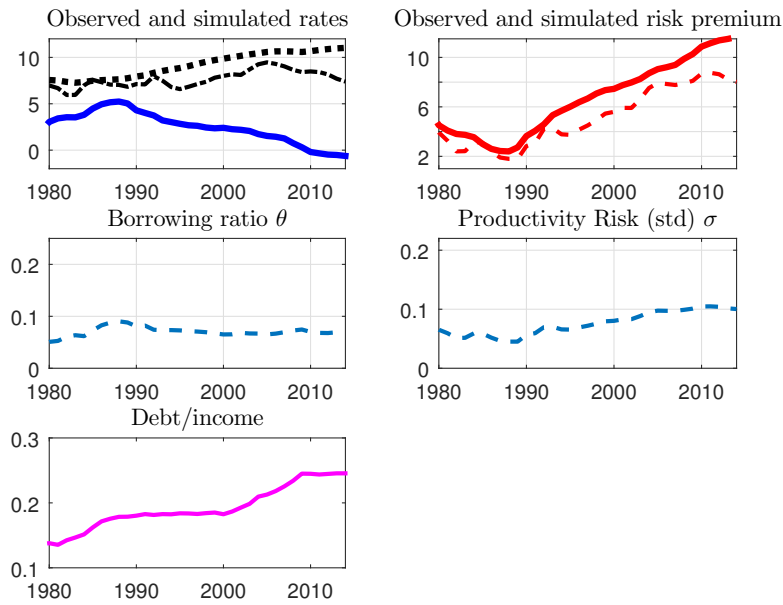 Observed and simulated rates
10
5
0
1980 1990 2000 2010
Observed and simulated risk premium
10
6
2
1980 1990 2000 2010
Borrowing ratio θ
0.2
0.1
0
1980 1990 2000 2010
Productivity Risk (std) σ
0.2
0.1
0
1980 1990 2000 2010
Debt/income
0.3
0.2
0.1
1980 1990 2000 2010